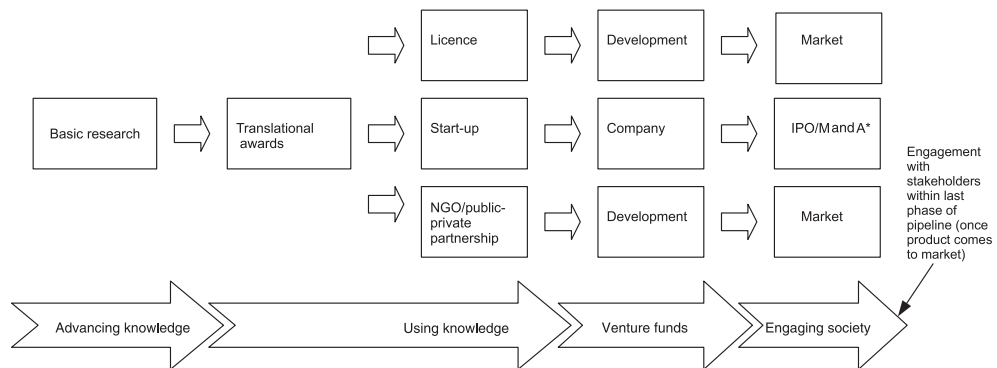 Licence
Development
Market
Basic research
Translational
awards
Start-up
Company
IPO/M and A*
NGO/public-
private
partnership
Development
Market
Engagement
with
stakeholders
within last
phase of
pipeline (once
product comes
to market)
Advancing knowledge
Using knowledge
Venture funds
Engaging society